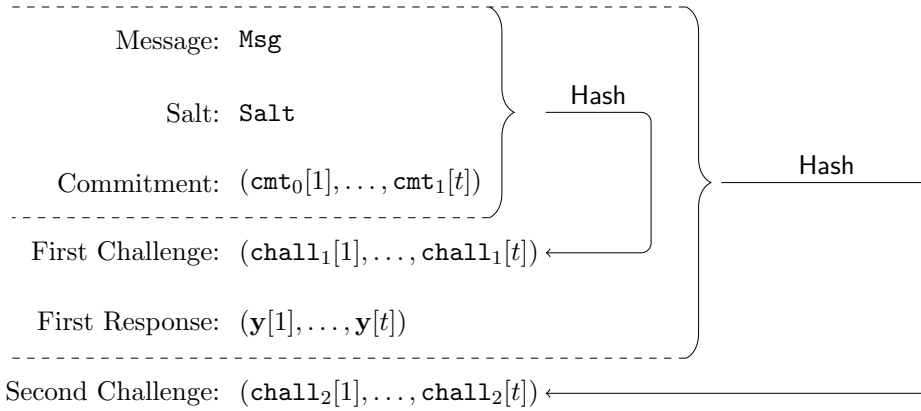 Message: Msg
Hash
Salt: Salt
Hash
Commitment: (cmt₀[1], . . . , cmt₁[t])
First Challenge: (chall₁[1], . . . , chall₁[t])
First Response: (y[1], . . . , y[t])
Second Challenge: (chall₂[1], . . . , chall₂[t])